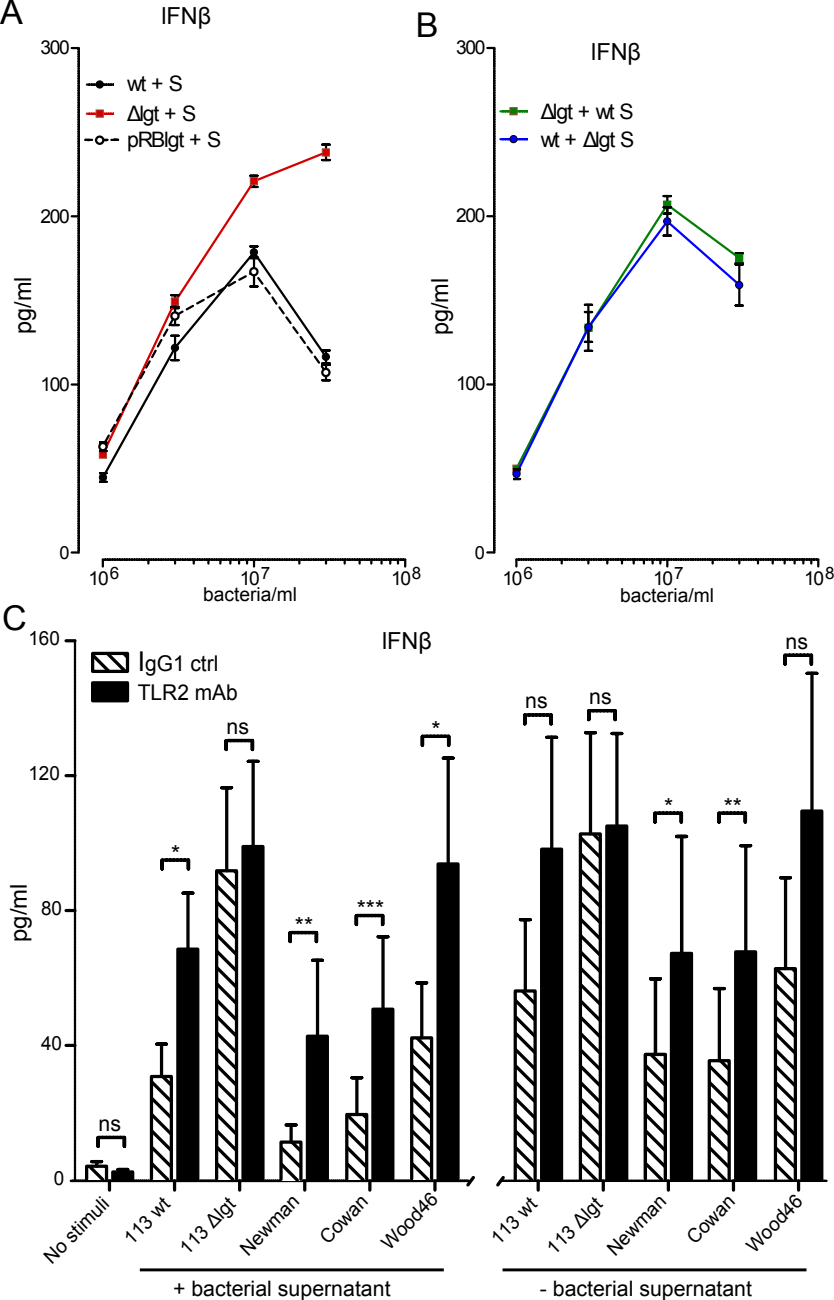 A
IFNβ
300
200
100
0
pg/ml
wt + S
Δlgt + S
pRBlgt + S
10⁶
10⁷
10⁸
bacteria/ml
B
IFNβ
300
200
100
0
pg/ml
Δlgt + wt S
wt + Δlgt S
10⁶
10⁷
10⁸
bacteria/ml
C
IFNβ
160
120
80
40
0
pg/ml
IgG1 ctrl
TLR2 mAb
ns
*
ns
**
***
*
ns
ns
*
**
ns
No stimuli
113 wt
113 Δlgt
Newman
Cowan
Wood46
113 wt
113 Δlgt
Newman
Cowan
Wood46
+ bacterial supernatant
- bacterial supernatant